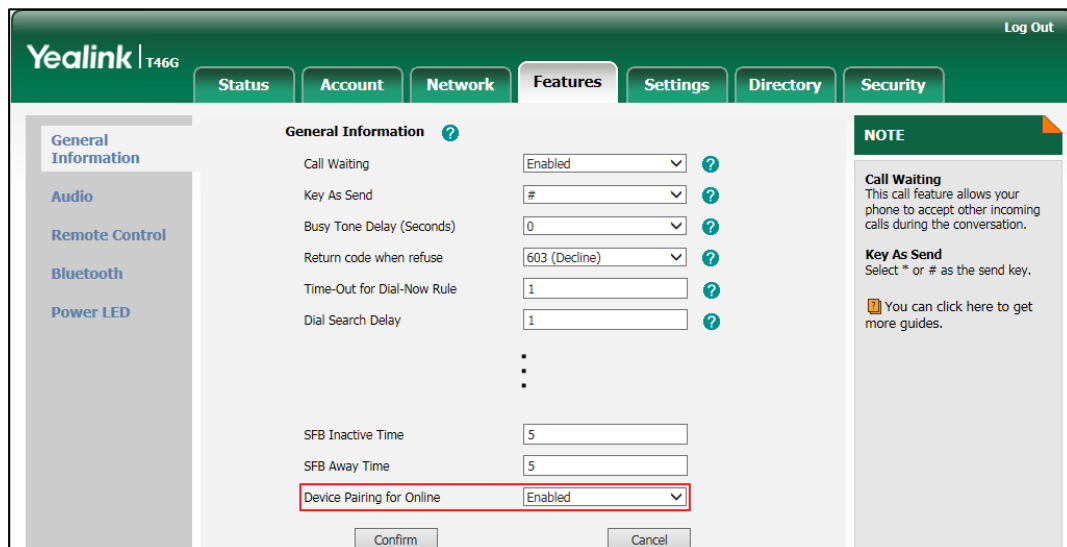 Log Out
Yealink T46G
Status Account Network Features Settings Directory Security
General
Information
Audio
Remote Control
Bluetooth
Power LED
General Information ?
Call Waiting Enabled ?
Key As Send # ?
Busy Tone Delay (Seconds) 0 ?
Return code when refuse 603 (Decline) ?
Time-Out for Dial-Now Rule 1 ?
Dial Search Delay 1 ?
SFB Inactive Time 5
SFB Away Time 5
Device Pairing for Online Enabled
Confirm Cancel
NOTE
Call Waiting
This call feature allows your
phone to accept other incoming
calls during the conversation.
Key As Send
Select * or # as the send key.
? You can click here to get
more guides.